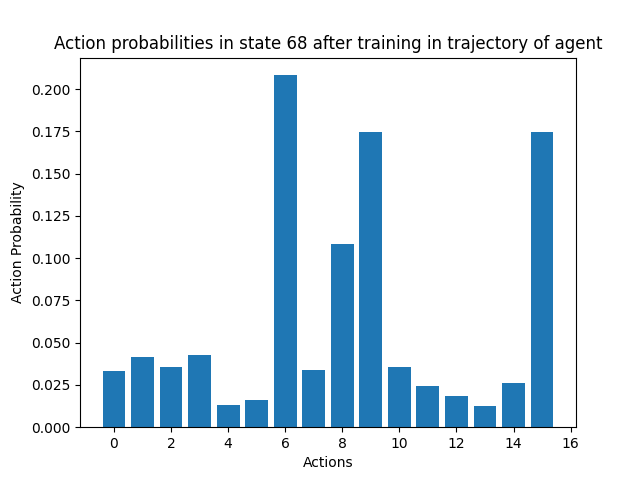 Action probabilities in state 68 after training in trajectory of agent
0.200
0.175
0.150
0.125
0.100
0.075
0.050
0.025
0.000
Action Probability
0 2 4 6 8 10 12 14 16
Actions